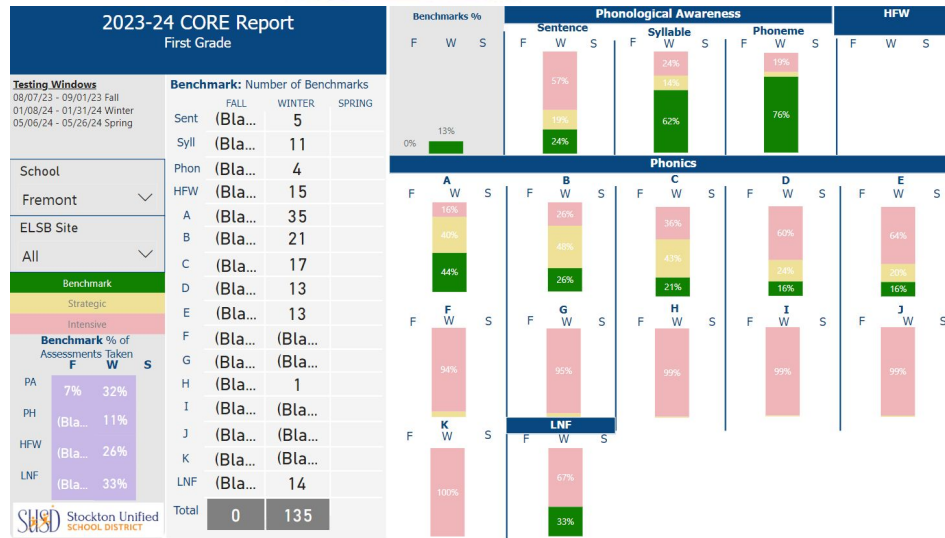 2023-24 CORE Report
First Grade
Testing Windows
08/07/23 - 09/01/23 Fall
01/08/24 - 01/31/24 Winter
05/06/24 - 05/26/24 Spring
School
Fremont
ELSB Site
All
Benchmark
Strategic
Intensive
Benchmark % of
Assessments Taken
F W S
PA 7% 32%
PH (Bla... 11%
HFW (Bla... 26%
LNF (Bla... 33%
SUSD Stockton Unified
SCHOOL DISTRICT
Benchmark: Number of Benchmarks
FALL WINTER SPRING
Sent (Bla... 5
Syll (Bla... 11
Phon (Bla... 4
HFW (Bla... 15
A (Bla... 35
B (Bla... 21
C (Bla... 17
D (Bla... 13
E (Bla... 13
F (Bla... (Bla...
G (Bla... (Bla...
H (Bla... 1
I (Bla... (Bla...
J (Bla... (Bla...
K (Bla... (Bla...
LNF (Bla... 14
Total 0 135
Benchmarks %
F W S
0% 13%
Phonological Awareness
Sentence
F W S
57%
19%
24%
Syllable
F W S
24%
14%
62%
Phoneme
F W S
19%
76%
HFW
F W S
Phonics
A
F W S
16%
40%
44%
B
F W S
26%
48%
26%
C
F W S
36%
43%
21%
D
F W S
60%
24%
16%
E
F W S
64%
20%
16%
F
F W S
94%
G
F W S
95%
H
F W S
99%
I
F W S
99%
J
F W S
99%
K
F W S
100%
LNF
F W S
67%
33%